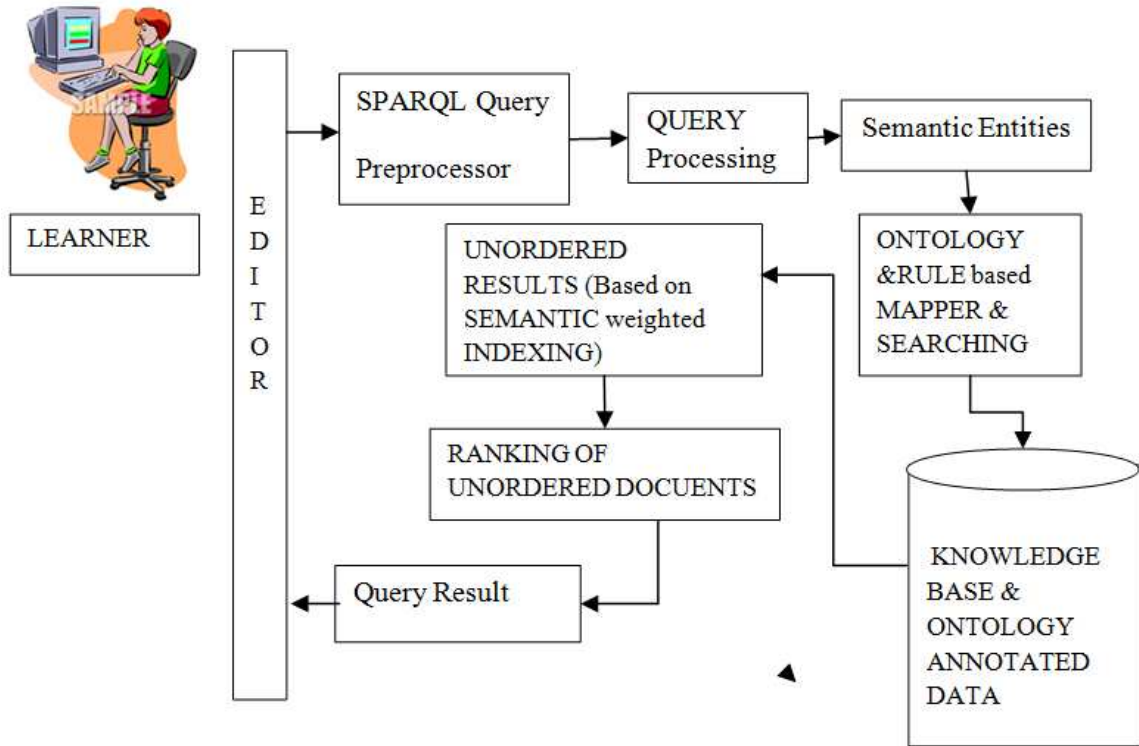 SAMPLE
LEARNER
E
D
I
T
O
R
SPARQL Query
Preprocessor
QUERY
Processing
Semantic Entities
ONTOLOGY
&RULE based
MAPPER &
SEARCHING
KNOWLEDGE
BASE &
ONTOLOGY
ANNOTATED
DATA
UNORDERED
RESULTS (Based on
SEMANTIC weighted
INDEXING)
RANKING OF
UNORDERED DOCUENTS
Query Result